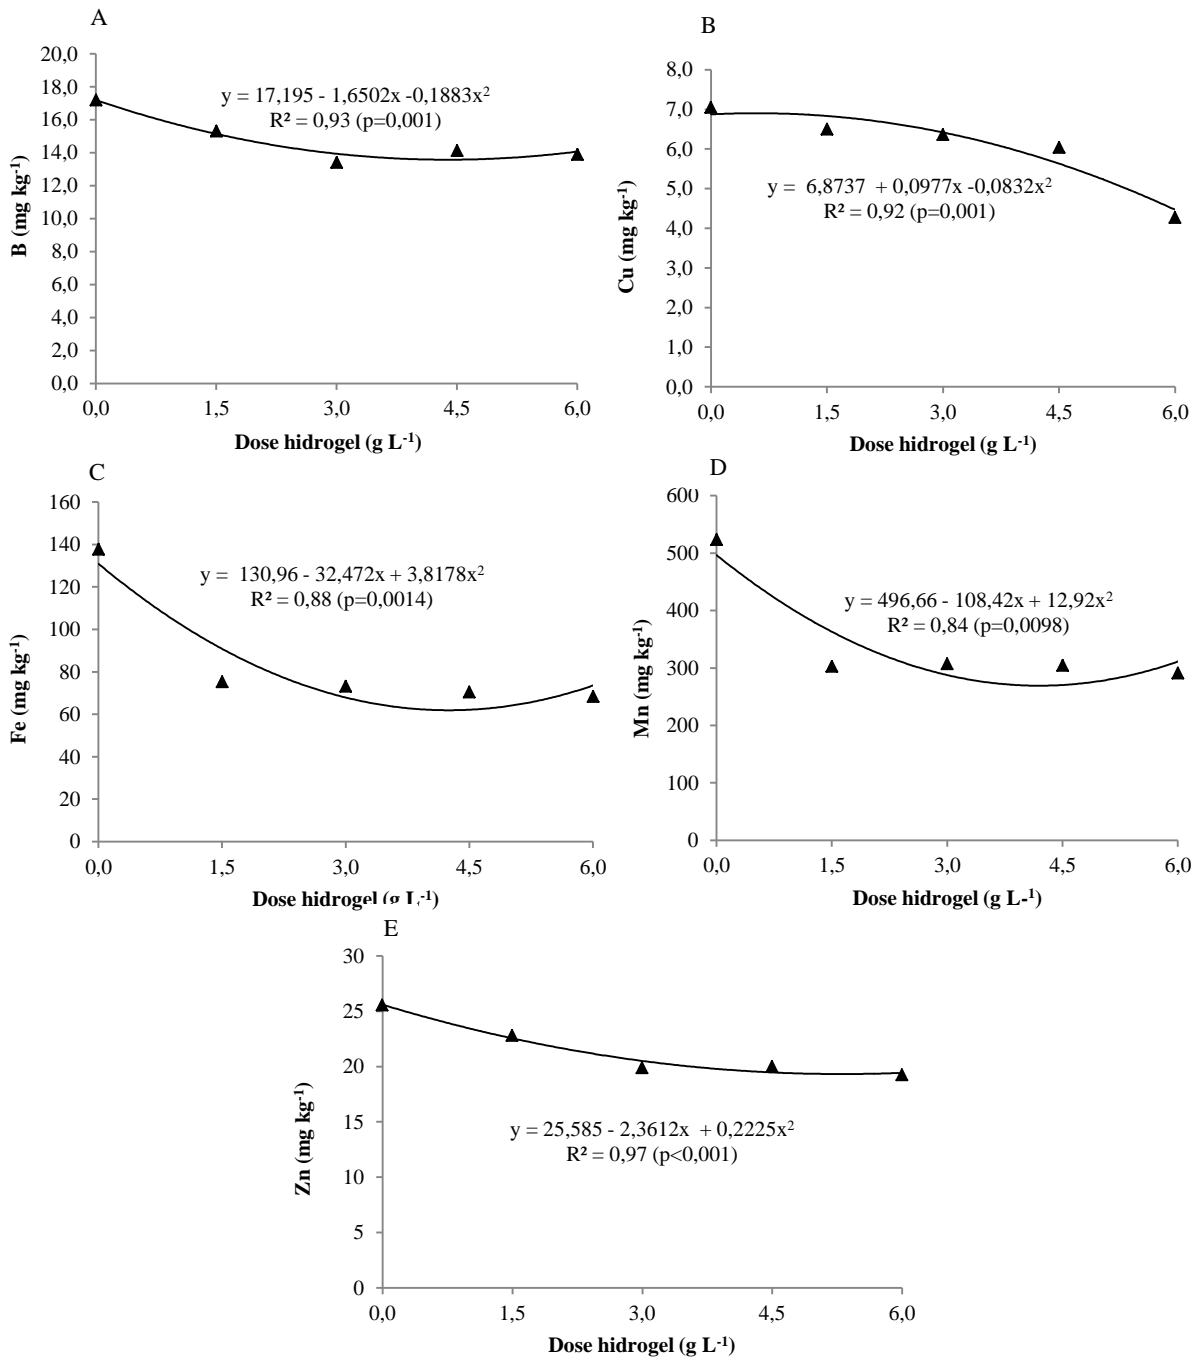 A
20,0
18,0
16,0
14,0
12,0
10,0
8,0
6,0
4,0
2,0
0,0
B (mg kg-1)
y = 17,195 - 1,6502x -0,1883x2
R² = 0,93 (p=0,001)
0,0 1,5 3,0 4,5 6,0
Dose hidrogel (g L-1)
B
8,0
7,0
6,0
5,0
4,0
3,0
2,0
1,0
0,0
Cu (mg kg-1)
y = 6,8737 + 0,0977x -0,0832x2
R² = 0,92 (p=0,001)
0,0 1,5 3,0 4,5 6,0
Dose hidrogel (g L-1)
C
160
140
120
100
80
60
40
20
0
Fe (mg kg-1)
y = 130,96 - 32,472x + 3,8178x2
R² = 0,88 (p=0,0014)
0,0 1,5 3,0 4,5 6,0
Dose hidrogel (g L-1)
D
600
500
400
300
200
100
0
Mn (mg kg-1)
y = 496,66 - 108,42x + 12,92x2
R² = 0,84 (p=0,0098)
0,0 1,5 3,0 4,5 6,0
Dose hidrogel (g L-1)
E
30
25
20
15
10
5
0
Zn (mg kg-1)
y = 25,585 - 2,3612x + 0,2225x2
R² = 0,97 (p<0,001)
0,0 1,5 3,0 4,5 6,0
Dose hidrogel (g L-1)